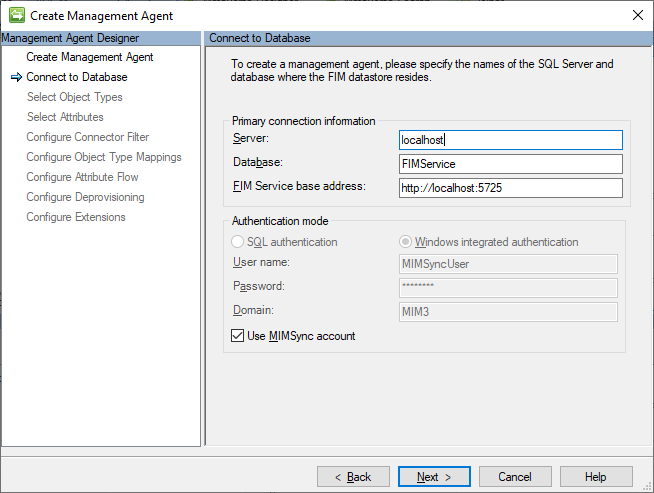 Create Management Agent
Management Agent Designer
Create Management Agent
Connect to Database
Select Object Types
Select Attributes
Configure Connector Filter
Configure Object Type Mappings
Configure Attribute Flow
Configure Deprovisioning
Configure Extensions
Connect to Database
To create a management agent, please specify the names of the SQL Server and
database where the FIM datastore resides.
Primary connection information
Server: localhost
Database: FIMService
FIM Service base address: http://localhost:5725
Authentication mode
SQL authentication Windows integrated authentication
User name: MIMSyncUser
Password: ********
Domain: MIM3
Use MIMSync account
< Back Next > Cancel Help